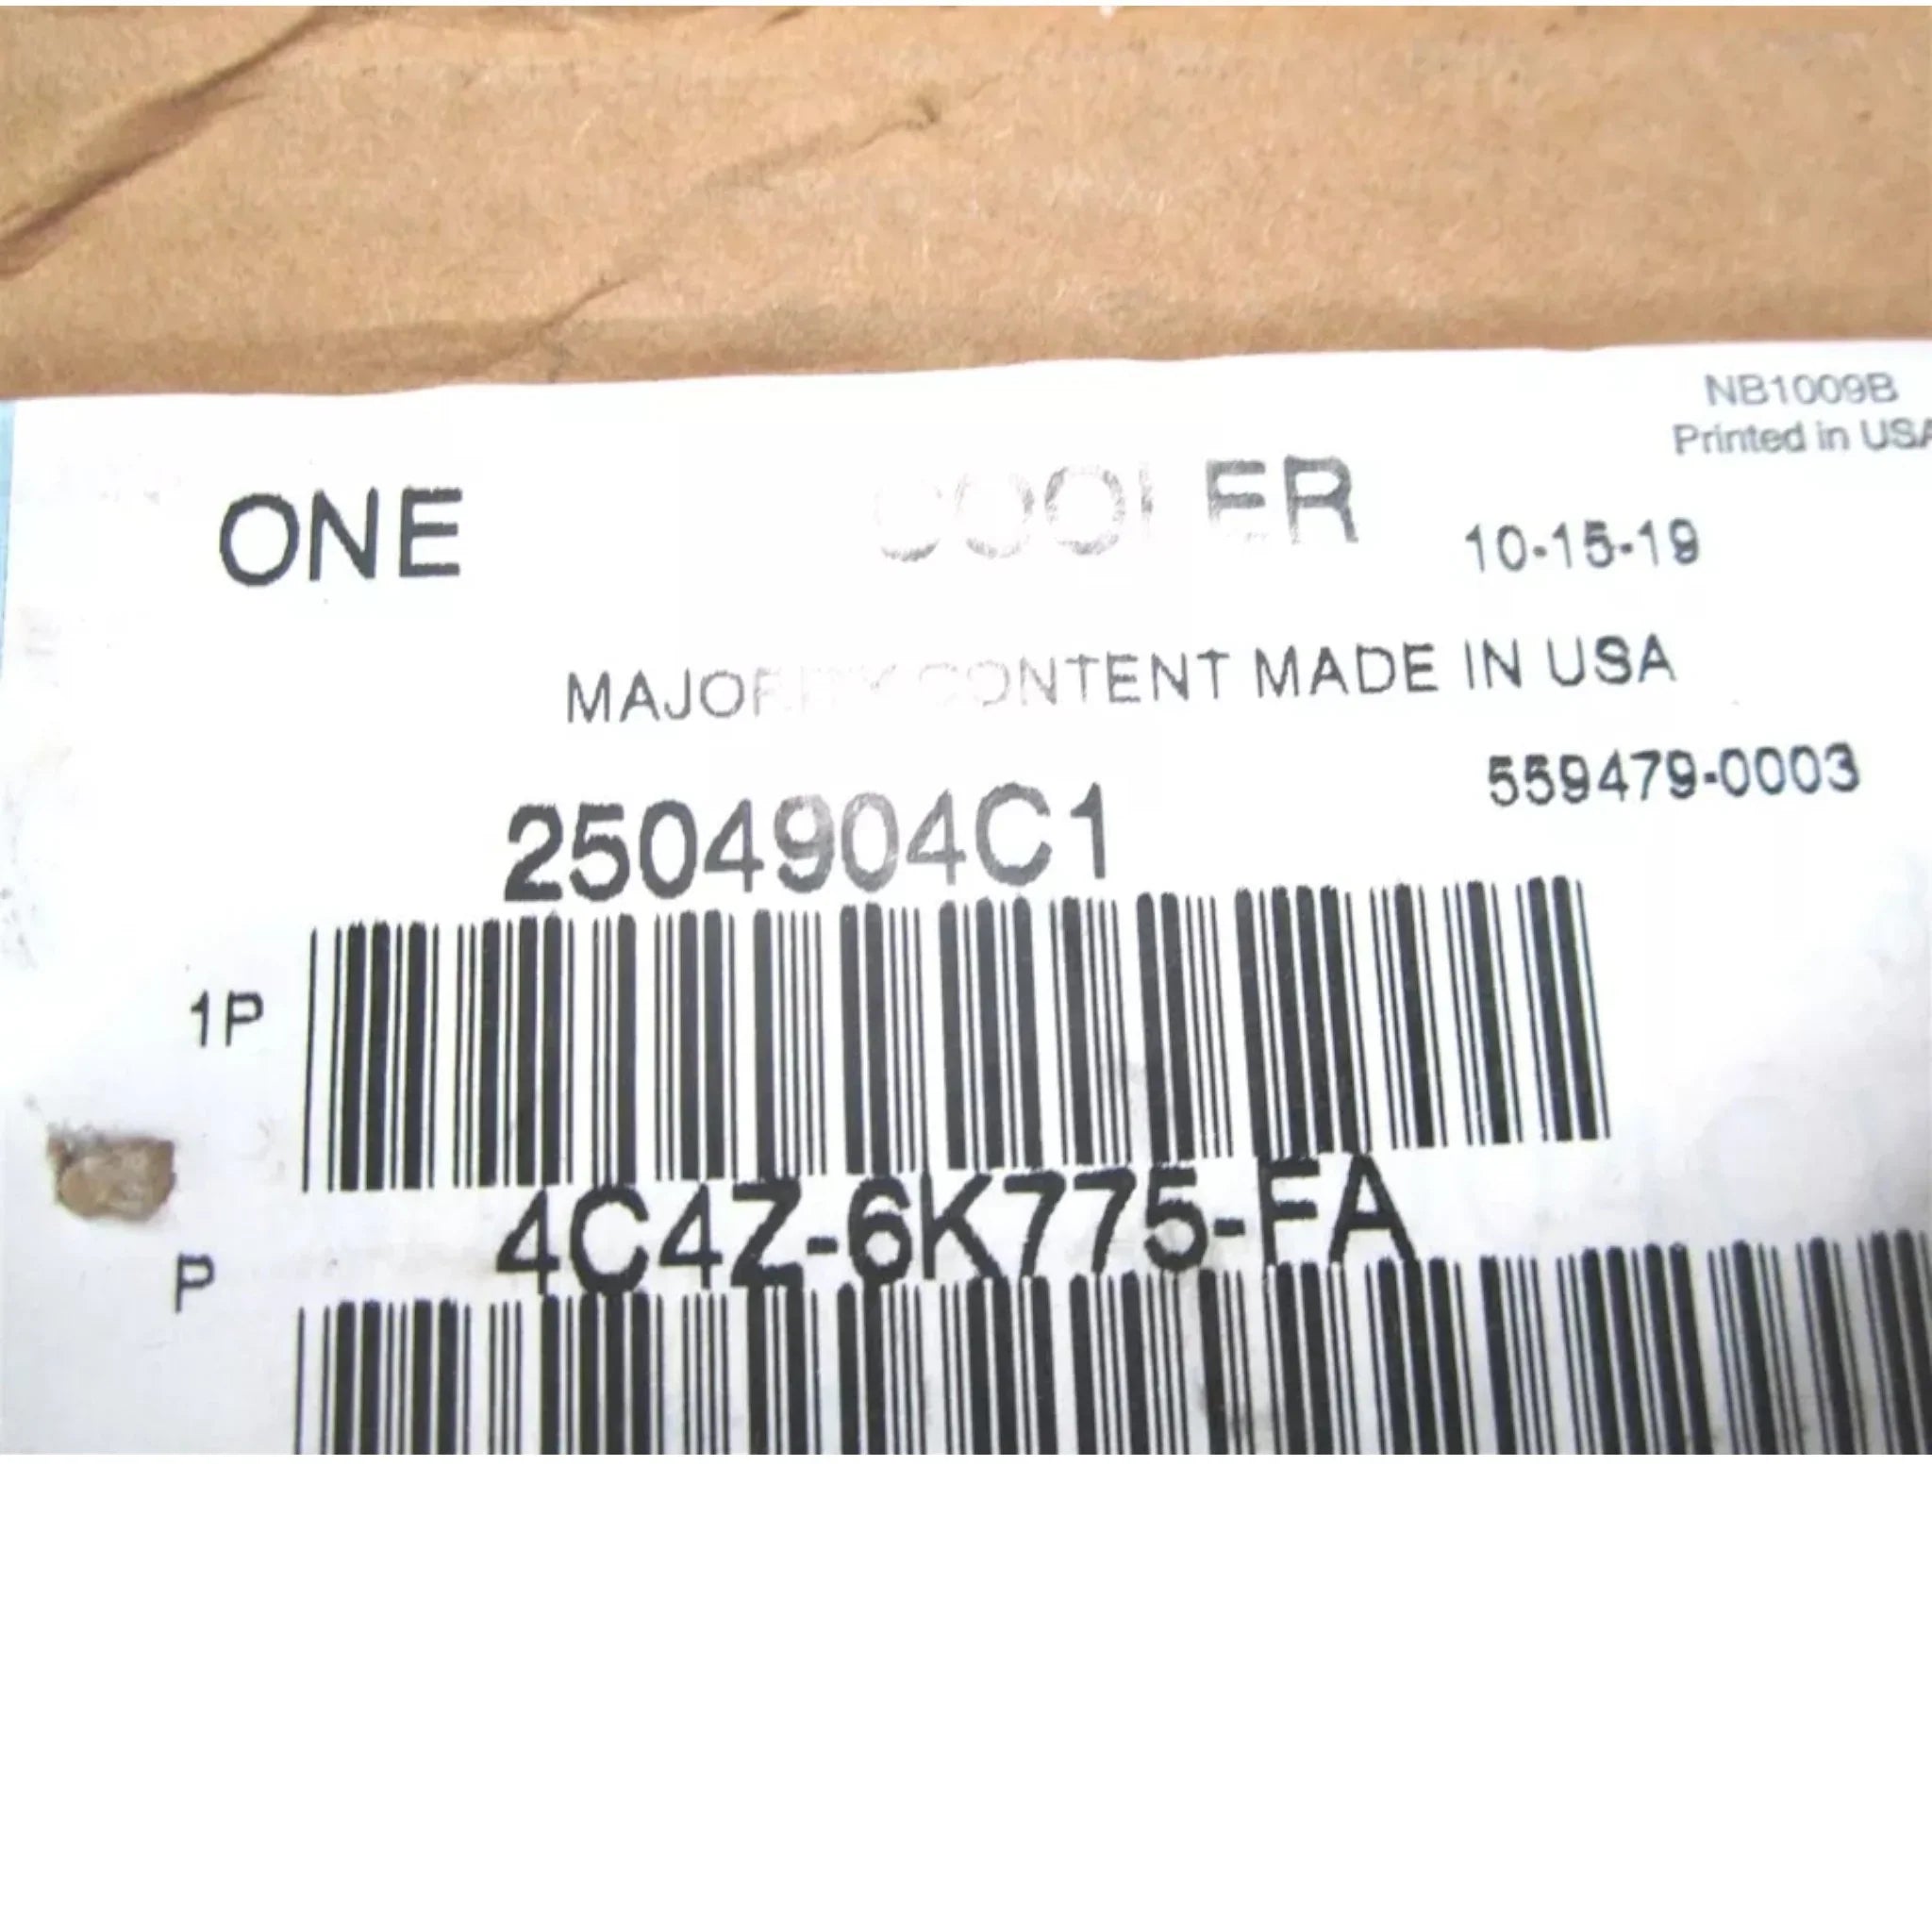 NB1009B
Printed in USA
ONE COOLER 10-15-19
MAJORITY CONTENT MADE IN USA
559479-0003
2504904C1
1P
4C4Z-6K775-FA
P